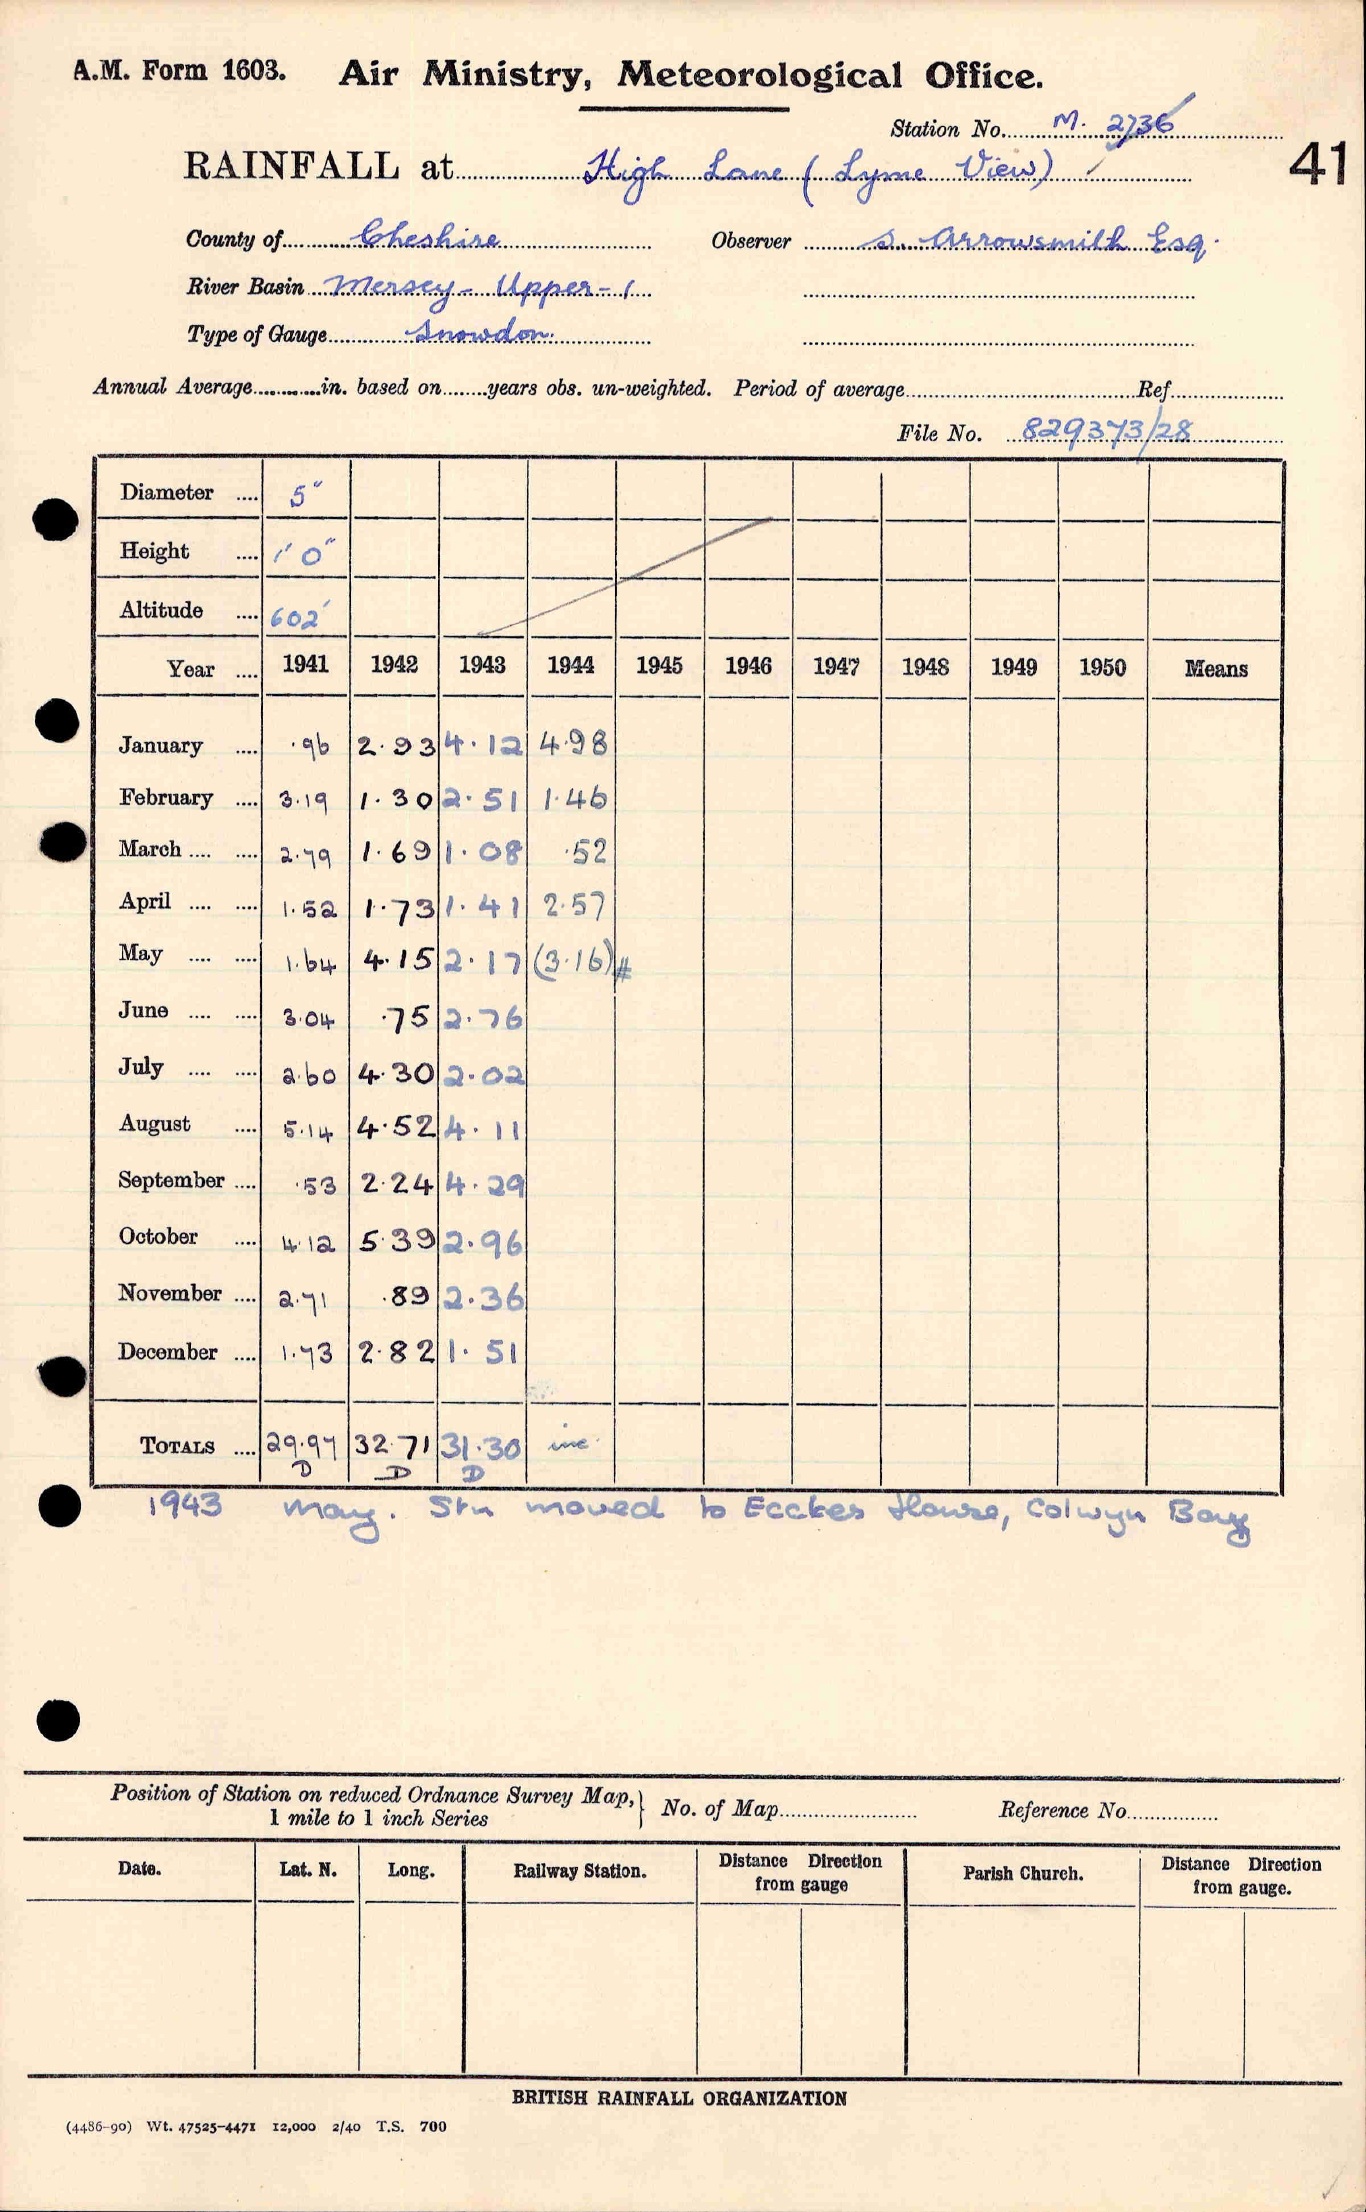 A.M. Form 1603. Air Ministry, Meteorological Office.
Station No. M. 2736
RAINFALL at High Lane (Lyme View)
41
County of Cheshire Observer S. Arrowsmith Esq.
River Basin Mersey - Upper - 1
Type of Gauge Snowdon.
Annual Average............in. based on........years obs. un-weighted. Period of average........Ref........
File No. 829373/28
Diameter .... 5"
Height .... 1' 0"
Altitude .... 602'
Year .... 1941 1942 1943 1944 1945 1946 1947 1948 1949 1950 Means
January .... .96 2.93 4.12 4.98
February .... 3.19 1.30 2.51 1.46
March .... .... 2.79 1.69 1.08 .52
April .... .... 1.52 1.73 1.41 2.57
May .... .... 1.64 4.15 2.17 (3.16)#
June .... .... 3.04 .75 2.76
July .... .... 2.60 4.30 2.02
August .... 5.14 4.52 4.11
September .... .53 2.24 4.29
October .... 4.12 5.39 2.96
November .... 2.71 .89 2.36
December .... 1.73 2.82 1.51
TOTALS .... 29.97 32.71 31.30 inc.
D D D
1943 May. Stn moved to Eccles House, Colwyn Bay
Position of Station on reduced Ordnance Survey Map, 1 mile to 1 inch Series } No. of Map........ Reference No........
Date. Lat. N. Long. Railway Station. Distance Direction from gauge Parish Church. Distance Direction from gauge.
BRITISH RAINFALL ORGANIZATION
(4486-90) Wt. 47525-4471 12,000 2/40 T.S. 700